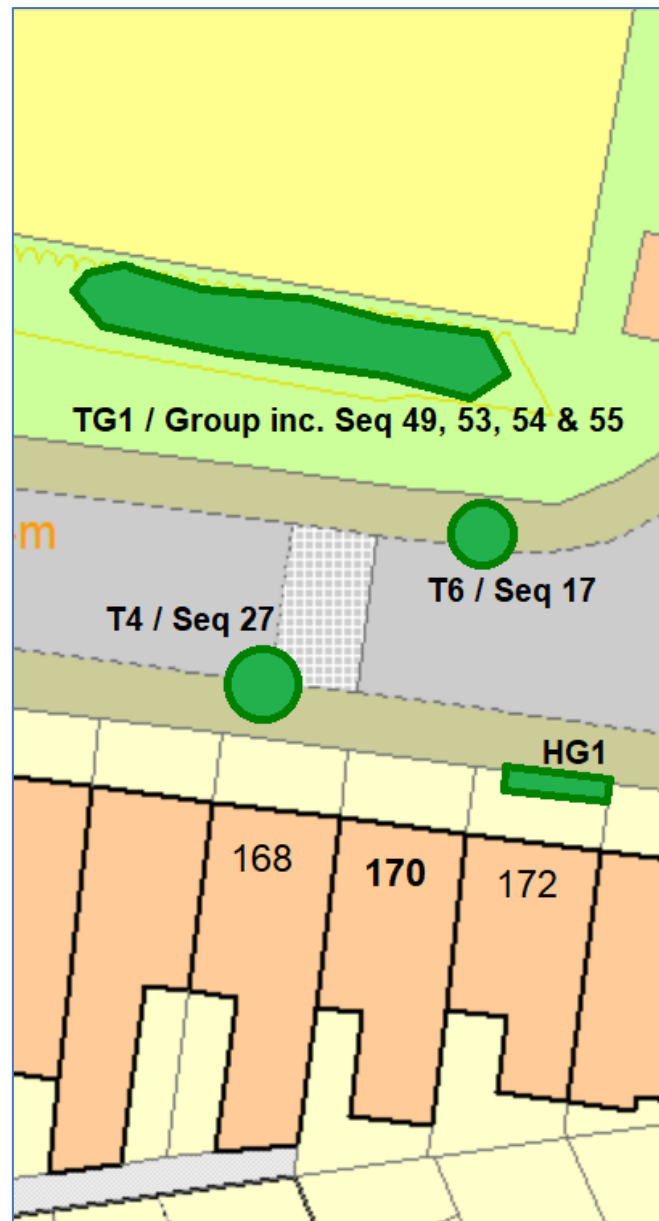 TG1 / Group inc. Seq 49, 53, 54 & 55
-m
T6 / Seq 17
T4 / Seq 27
HG1
168
170
172